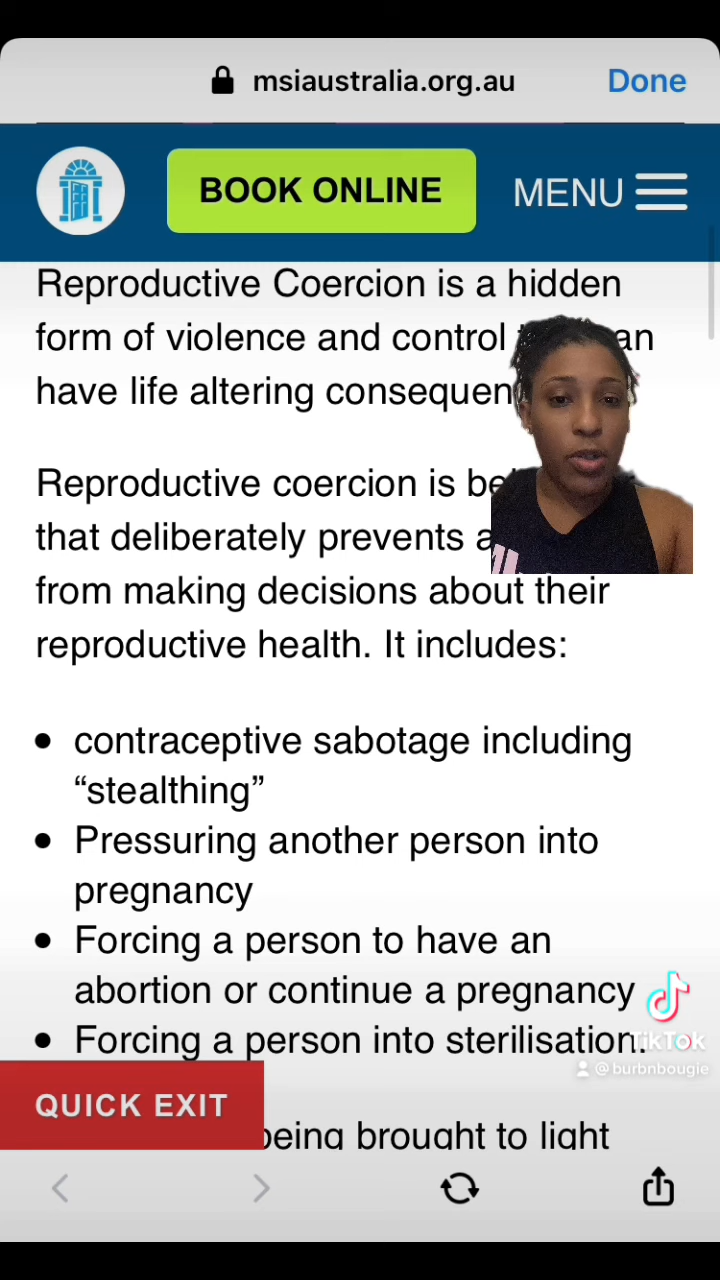 msiaustralia.org.au
Done
BOOK ONLINE
MENU
Reproductive Coercion is a hidden
form of violence and control
have life altering
Reproductive coercion is
that deliberately prevents
from making decisions about their
reproductive health. It includes:
• contraceptive sabotage including
“stealthing”
• Pressuring another person into
pregnancy
• Forcing a person to have an
abortion or continue a pregnancy
• Forcing a person into sterilisation.
TikTok
@burbnbougie
QUICK EXIT
being brought to light